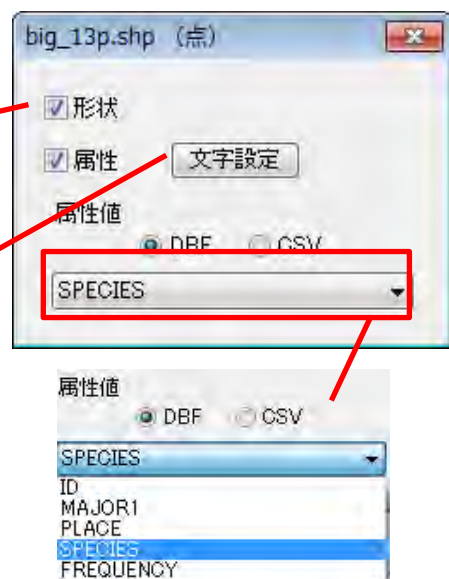 big_13p.shp (点)
形状
属性 文字設定
属性値
DBF CSV
SPECIES
属性値
DBF CSV
SPECIES
ID
MAJOR1
PLACE
SPECIES
FREQUENCY